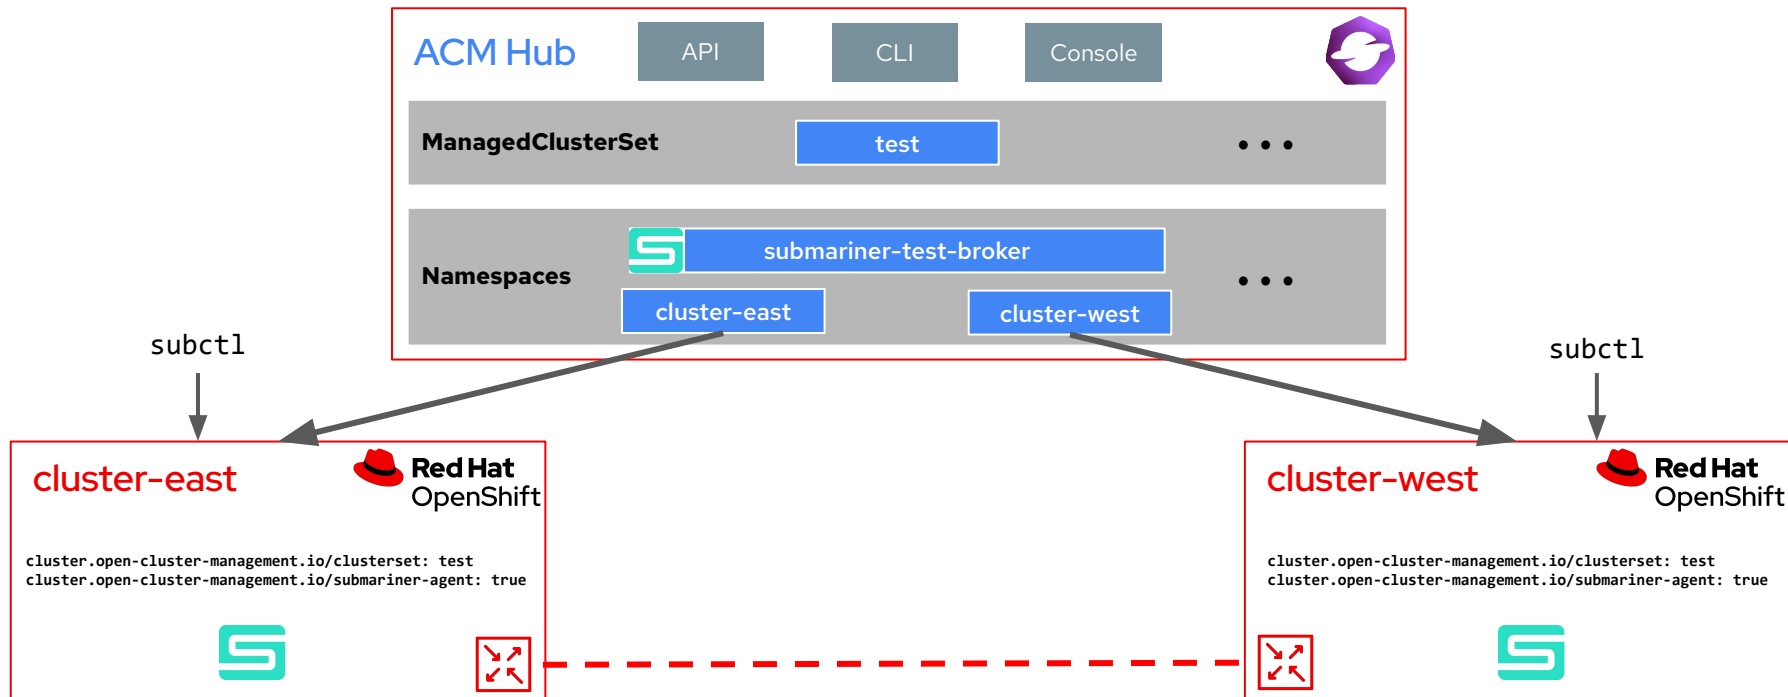 ACM Hub
API
CLI
Console
ManagedClusterSet
test
Namespaces
submariner-test-broker
cluster-east
cluster-west
subctl
subctl
cluster-east
Red Hat
OpenShift
cluster.open-cluster-management.io/clusterset: test
cluster.open-cluster-management.io/submariner-agent: true
cluster-west
Red Hat
OpenShift
cluster.open-cluster-management.io/clusterset: test
cluster.open-cluster-management.io/submariner-agent: true